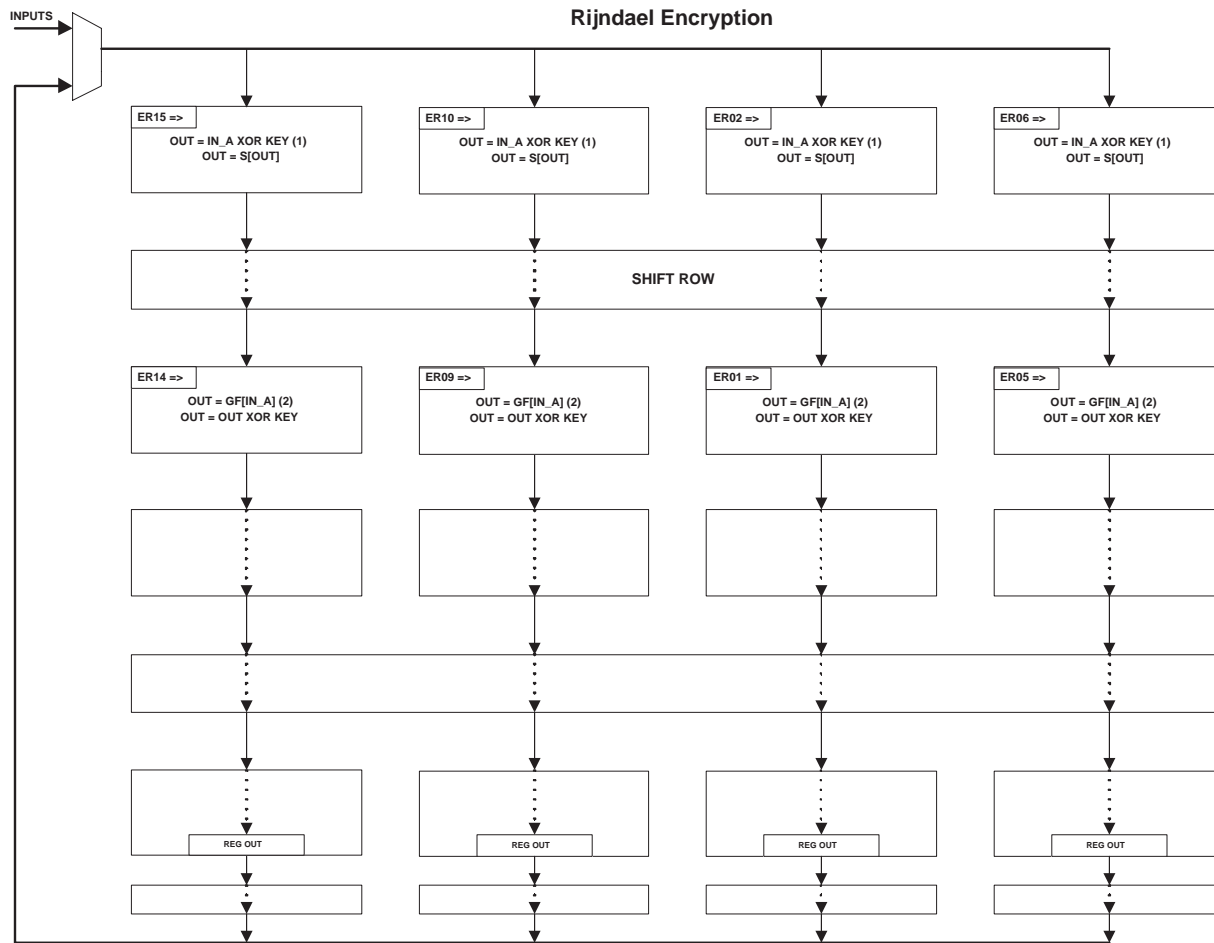 Rijndael Encryption
INPUTS
ER15 =>
OUT = IN_A XOR KEY (1)
OUT = S[OUT]
ER10 =>
OUT = IN_A XOR KEY (1)
OUT = S[OUT]
ER02 =>
OUT = IN_A XOR KEY (1)
OUT = S[OUT]
ER06 =>
OUT = IN_A XOR KEY (1)
OUT = S[OUT]
SHIFT ROW
ER14 =>
OUT = GF[IN_A] (2)
OUT = OUT XOR KEY
ER09 =>
OUT = GF[IN_A] (2)
OUT = OUT XOR KEY
ER01 =>
OUT = GF[IN_A] (2)
OUT = OUT XOR KEY
ER05 =>
OUT = GF[IN_A] (2)
OUT = OUT XOR KEY
REG OUT
REG OUT
REG OUT
REG OUT